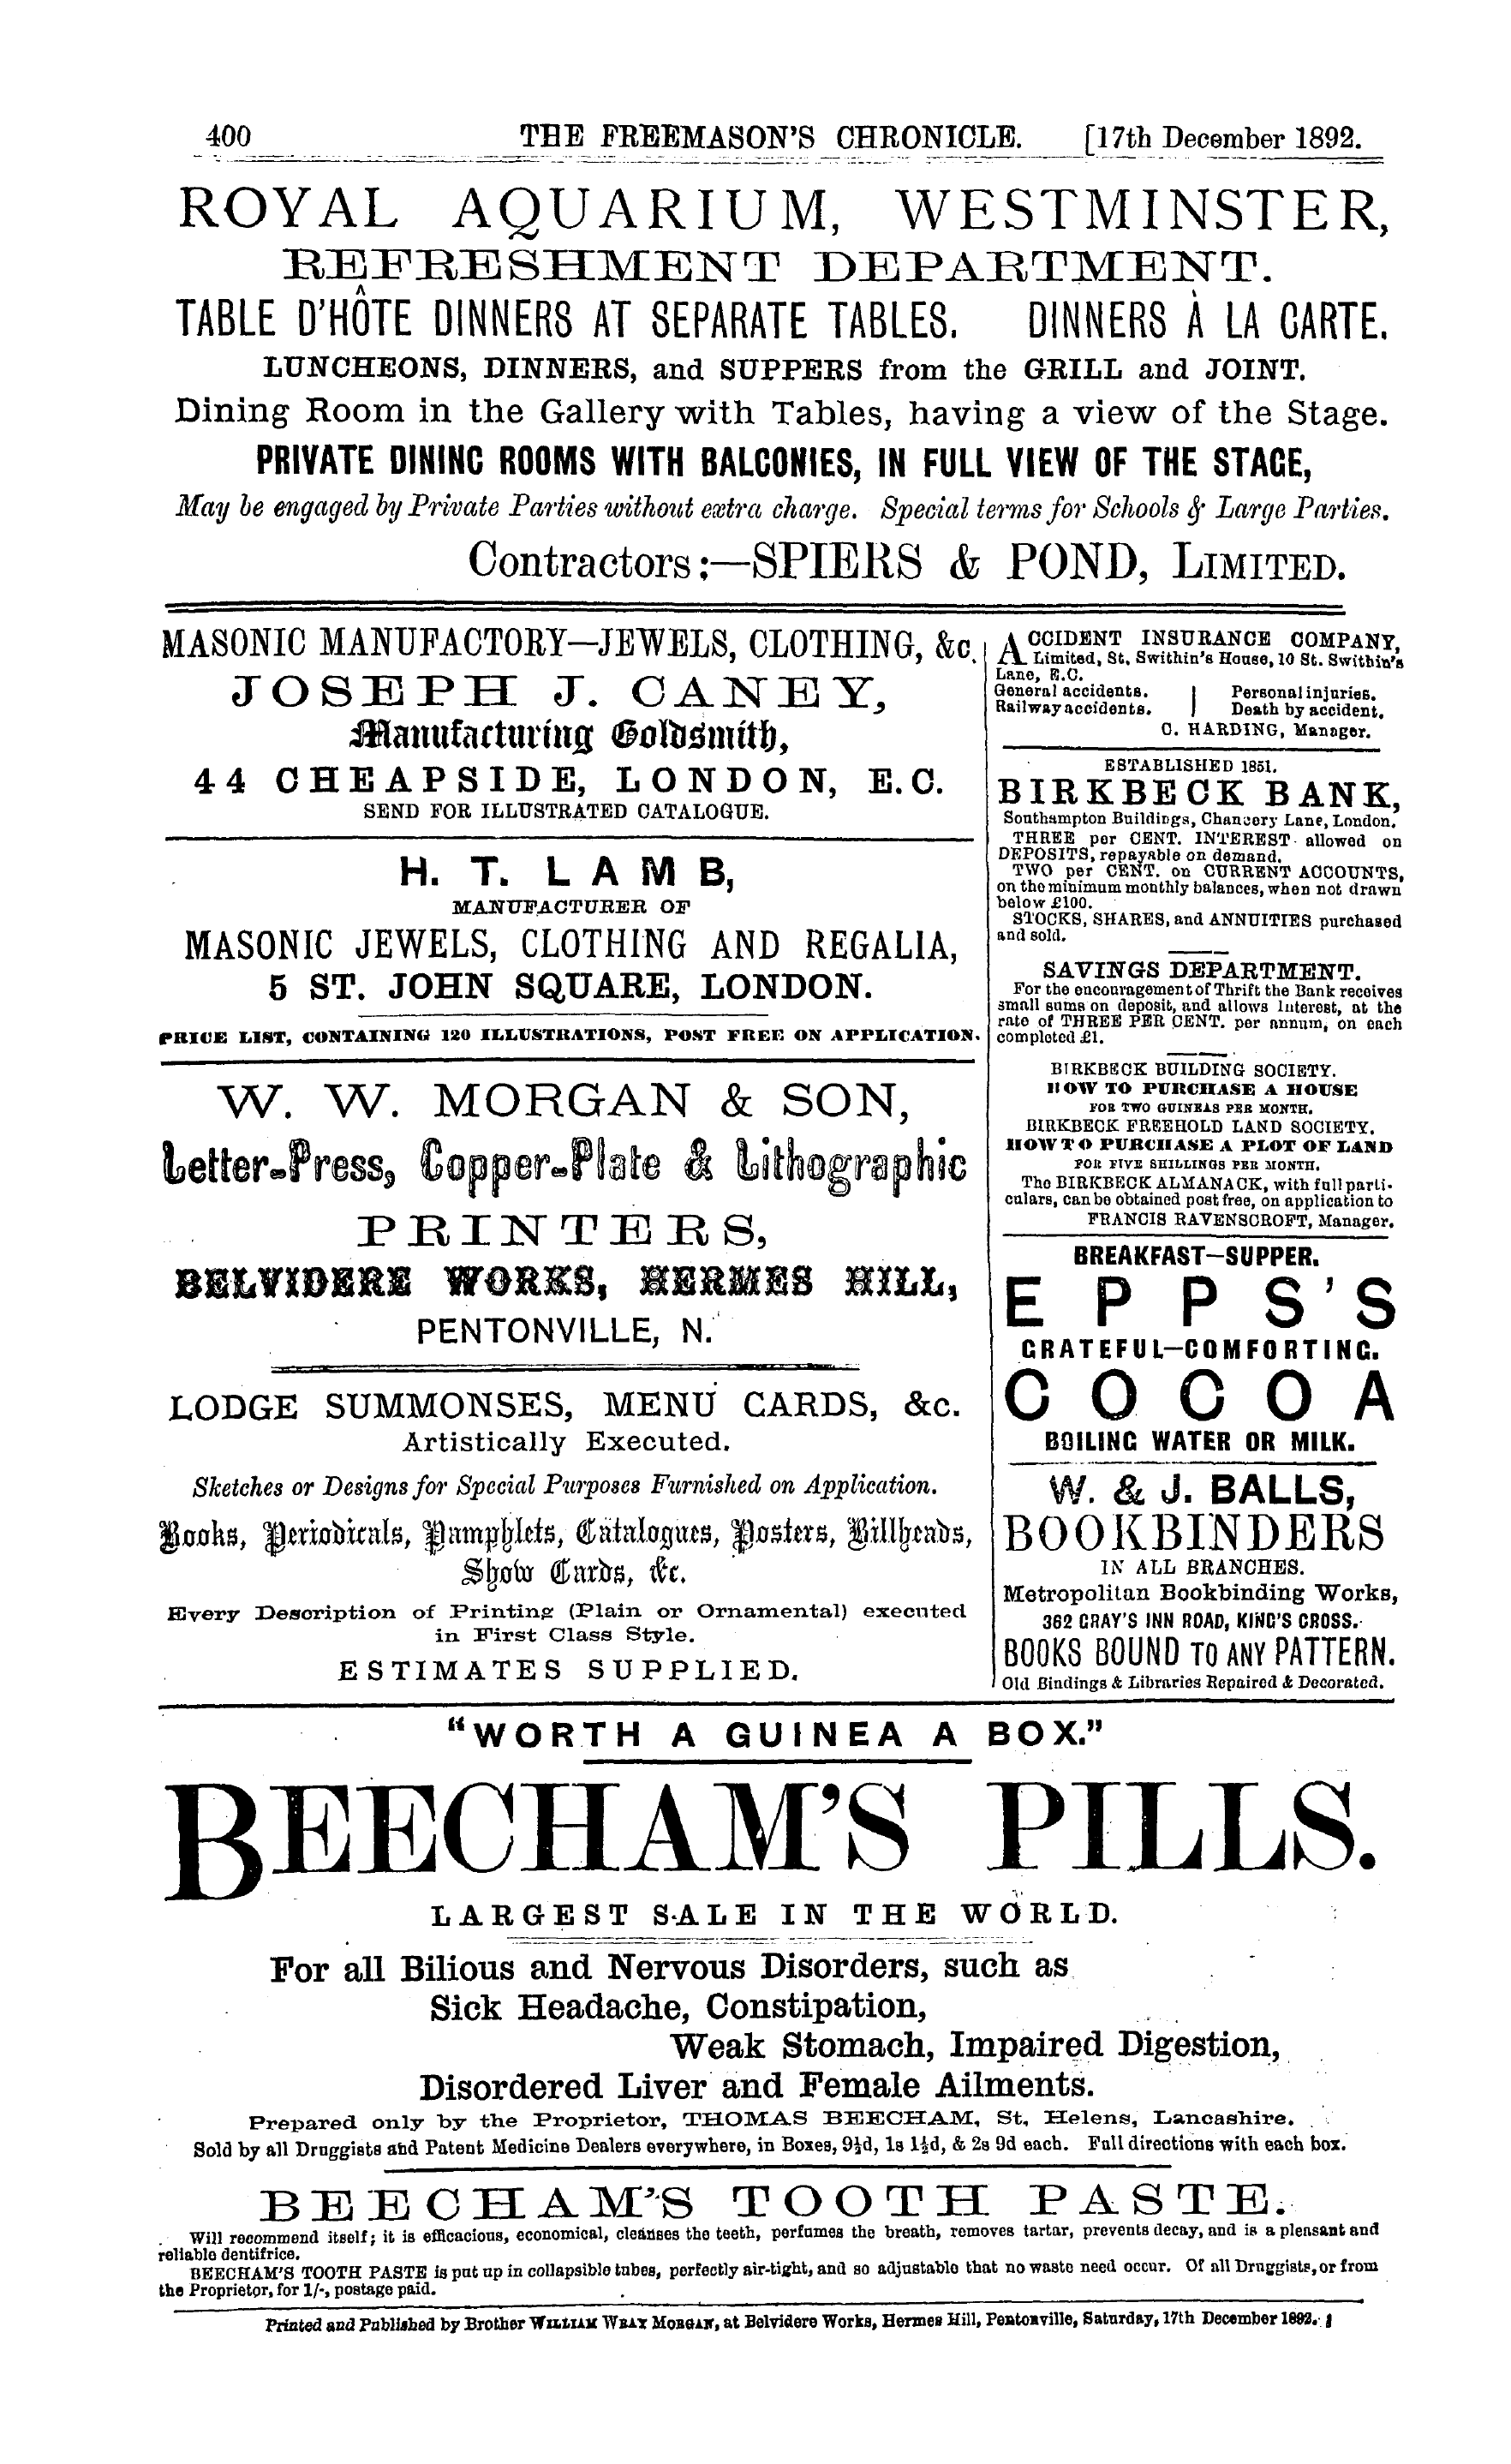 400 THE FREEMASON'S CHRONICLE. [17th December 1892.
ROYAL AQUARIUM, WESTMINSTER,
REFRESHMENT DEPARTMENT.
TABLE D'HÔTE DINNERS AT SEPARATE TABLES. DINNERS À LA CARTE.
LUNCHEONS, DINNERS, and SUPPERS from the GRILL and JOINT.
Dining Room in the Gallery with Tables, having a view of the Stage.
PRIVATE DINING ROOMS WITH BALCONIES, IN FULL VIEW OF THE STAGE,
May be engaged by Private Parties without extra charge. Special terms for Schools & Large Parties.
Contractors:—SPIERS & POND, LIMITED.
MASONIC MANUFACTORY—JEWELS, CLOTHING, &c.
JOSEPH J. CANEY,
Manufacturing Goldsmith,
44 CHEAPSIDE, LONDON, E.C.
SEND FOR ILLUSTRATED CATALOGUE.
H. T. LAMB,
MANUFACTURER OF
MASONIC JEWELS, CLOTHING AND REGALIA,
5 ST. JOHN SQUARE, LONDON.
PRICE LIST, CONTAINING 120 ILLUSTRATIONS, POST FREE ON APPLICATION.
W. W. MORGAN & SON,
Letter-Press, Copper-Plate & Lithographic
PRINTERS,
BELVIDERE WORKS, HERMES HILL,
PENTONVILLE, N.
LODGE SUMMONSES, MENU CARDS, &c.
Artistically Executed.
Sketches or Designs for Special Purposes Furnished on Application.
Books, Periodicals, Pamphlets, Catalogues, Posters, Billheads,
Show Cards, &c.
Every Description of Printing (Plain or Ornamental) executed
in First Class Style.
ESTIMATES SUPPLIED.
ACCIDENT INSURANCE COMPANY,
Limited, St. Swithin's House, 10 St. Swithin's
Lane, E.C.
General accidents. | Personal injuries.
Railway accidents. | Death by accident.
C. HARDING, Manager.
ESTABLISHED 1851.
BIRKBECK BANK,
Southampton Buildings, Chancery Lane, London.
THREE per CENT. INTEREST allowed on
DEPOSITS, repayable on demand.
TWO per CENT. on CURRENT ACCOUNTS,
on the minimum monthly balances, when not drawn
below £100.
STOCKS, SHARES, and ANNUITIES purchased
and sold.
SAVINGS DEPARTMENT.
For the encouragement of Thrift the Bank receives
small sums on deposit, and allows Interest, at the
rate of THREE PER CENT. per annum, on each
completed £1.
BIRKBECK BUILDING SOCIETY.
HOW TO PURCHASE A HOUSE
FOR TWO GUINEAS PER MONTH.
BIRKBECK FREEHOLD LAND SOCIETY.
HOW TO PURCHASE A PLOT OF LAND
FOR FIVE SHILLINGS PER MONTH.
The BIRKBECK ALMANACK, with full parti-
culars, can be obtained post free, on application to
FRANCIS RAVENSCROFT, Manager.
BREAKFAST—SUPPER.
EPPS'S
GRATEFUL—COMFORTING.
COCOA
BOILING WATER OR MILK.
W. & J. BALLS,
BOOKBINDERS
IN ALL BRANCHES.
Metropolitan Bookbinding Works,
362 GRAY'S INN ROAD, KING'S CROSS.
BOOKS BOUND TO ANY PATTERN.
Old Bindings & Libraries Repaired & Decorated.
"WORTH A GUINEA A BOX."
BEECHAM'S PILLS.
LARGEST SALE IN THE WORLD.
For all Bilious and Nervous Disorders, such as
Sick Headache, Constipation,
Weak Stomach, Impaired Digestion,
Disordered Liver and Female Ailments.
Prepared only by the Proprietor, THOMAS BEECHAM, St. Helens, Lancashire.
Sold by all Druggists and Patent Medicine Dealers everywhere, in Boxes, 9½d, 1s 1½d, & 2s 9d each. Full directions with each box.
BEECHAM'S TOOTH PASTE.
Will recommend itself; it is efficacious, economical, cleanses the teeth, perfumes the breath, removes tartar, prevents decay, and is a pleasant and
reliable dentifrice.
BEECHAM'S TOOTH PASTE is put up in collapsible tubes, perfectly air-tight, and so adjustable that no waste need occur. Of all Druggists, or from
the Proprietor, for 1/-, postage paid.
Printed and Published by Brother WILLIAM WRAY MORGAN, at Belvidere Works, Hermes Hill, Pentonville, Saturday, 17th December 1892.